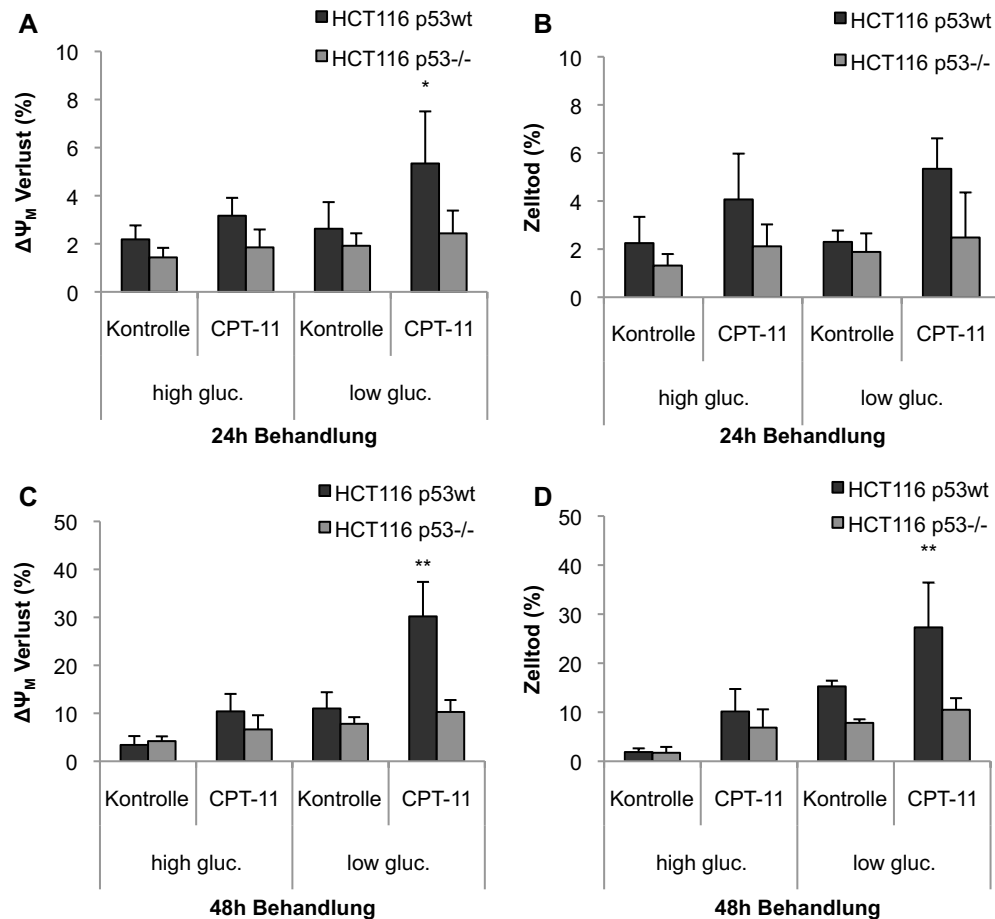 A
HCT116 p53wt
HCT116 p53-/-
*
ΔΨM Verlust (%)
10
8
6
4
2
0
Kontrolle CPT-11 Kontrolle CPT-11
high gluc. low gluc.
24h Behandlung
B
HCT116 p53wt
HCT116 p53-/-
Zelltod (%)
10
8
6
4
2
0
Kontrolle CPT-11 Kontrolle CPT-11
high gluc. low gluc.
24h Behandlung
C
HCT116 p53wt
HCT116 p53-/-
**
ΔΨM Verlust (%)
50
40
30
20
10
0
Kontrolle CPT-11 Kontrolle CPT-11
high gluc. low gluc.
48h Behandlung
D
HCT116 p53wt
HCT116 p53-/-
**
Zelltod (%)
50
40
30
20
10
0
Kontrolle CPT-11 Kontrolle CPT-11
high gluc. low gluc.
48h Behandlung